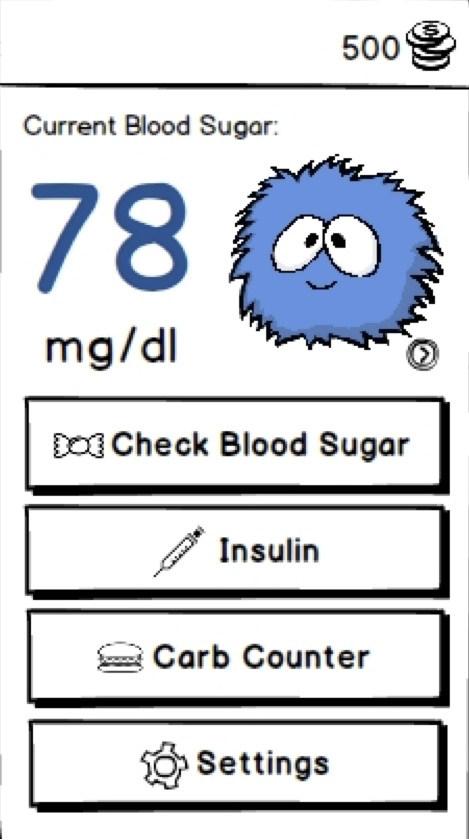 500
Current Blood Sugar:
78
mg/dl
Check Blood Sugar
Insulin
Carb Counter
Settings